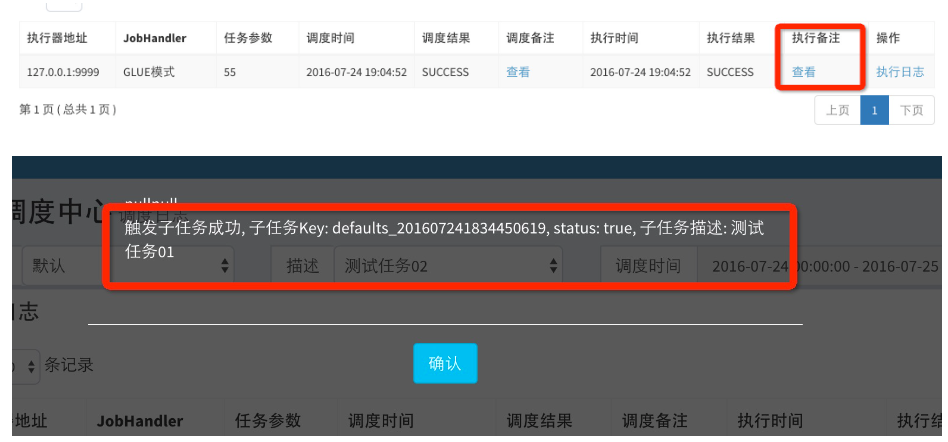 执行器地址 JobHandler 任务参数 调度时间 调度结果 调度备注 执行时间 执行结果 执行备注 操作
127.0.0.1:9999 GLUE模式 55 2016-07-24 19:04:52 SUCCESS 查看 2016-07-24 19:04:52 SUCCESS 查看 执行日志
第 1 页 ( 总共 1 页 ) 上页 1 下页
nullnull
调度中心 调度日志
触发子任务成功, 子任务Key: defaults_201607241834450619, status: true, 子任务描述: 测试
任务01
默认 描述 测试任务02 调度时间 2016-07-24 00:00:00 - 2016-07-25
日志
条记录
确认
地址 JobHandler 任务参数 调度时间 调度结果 调度备注 执行时间 执行结